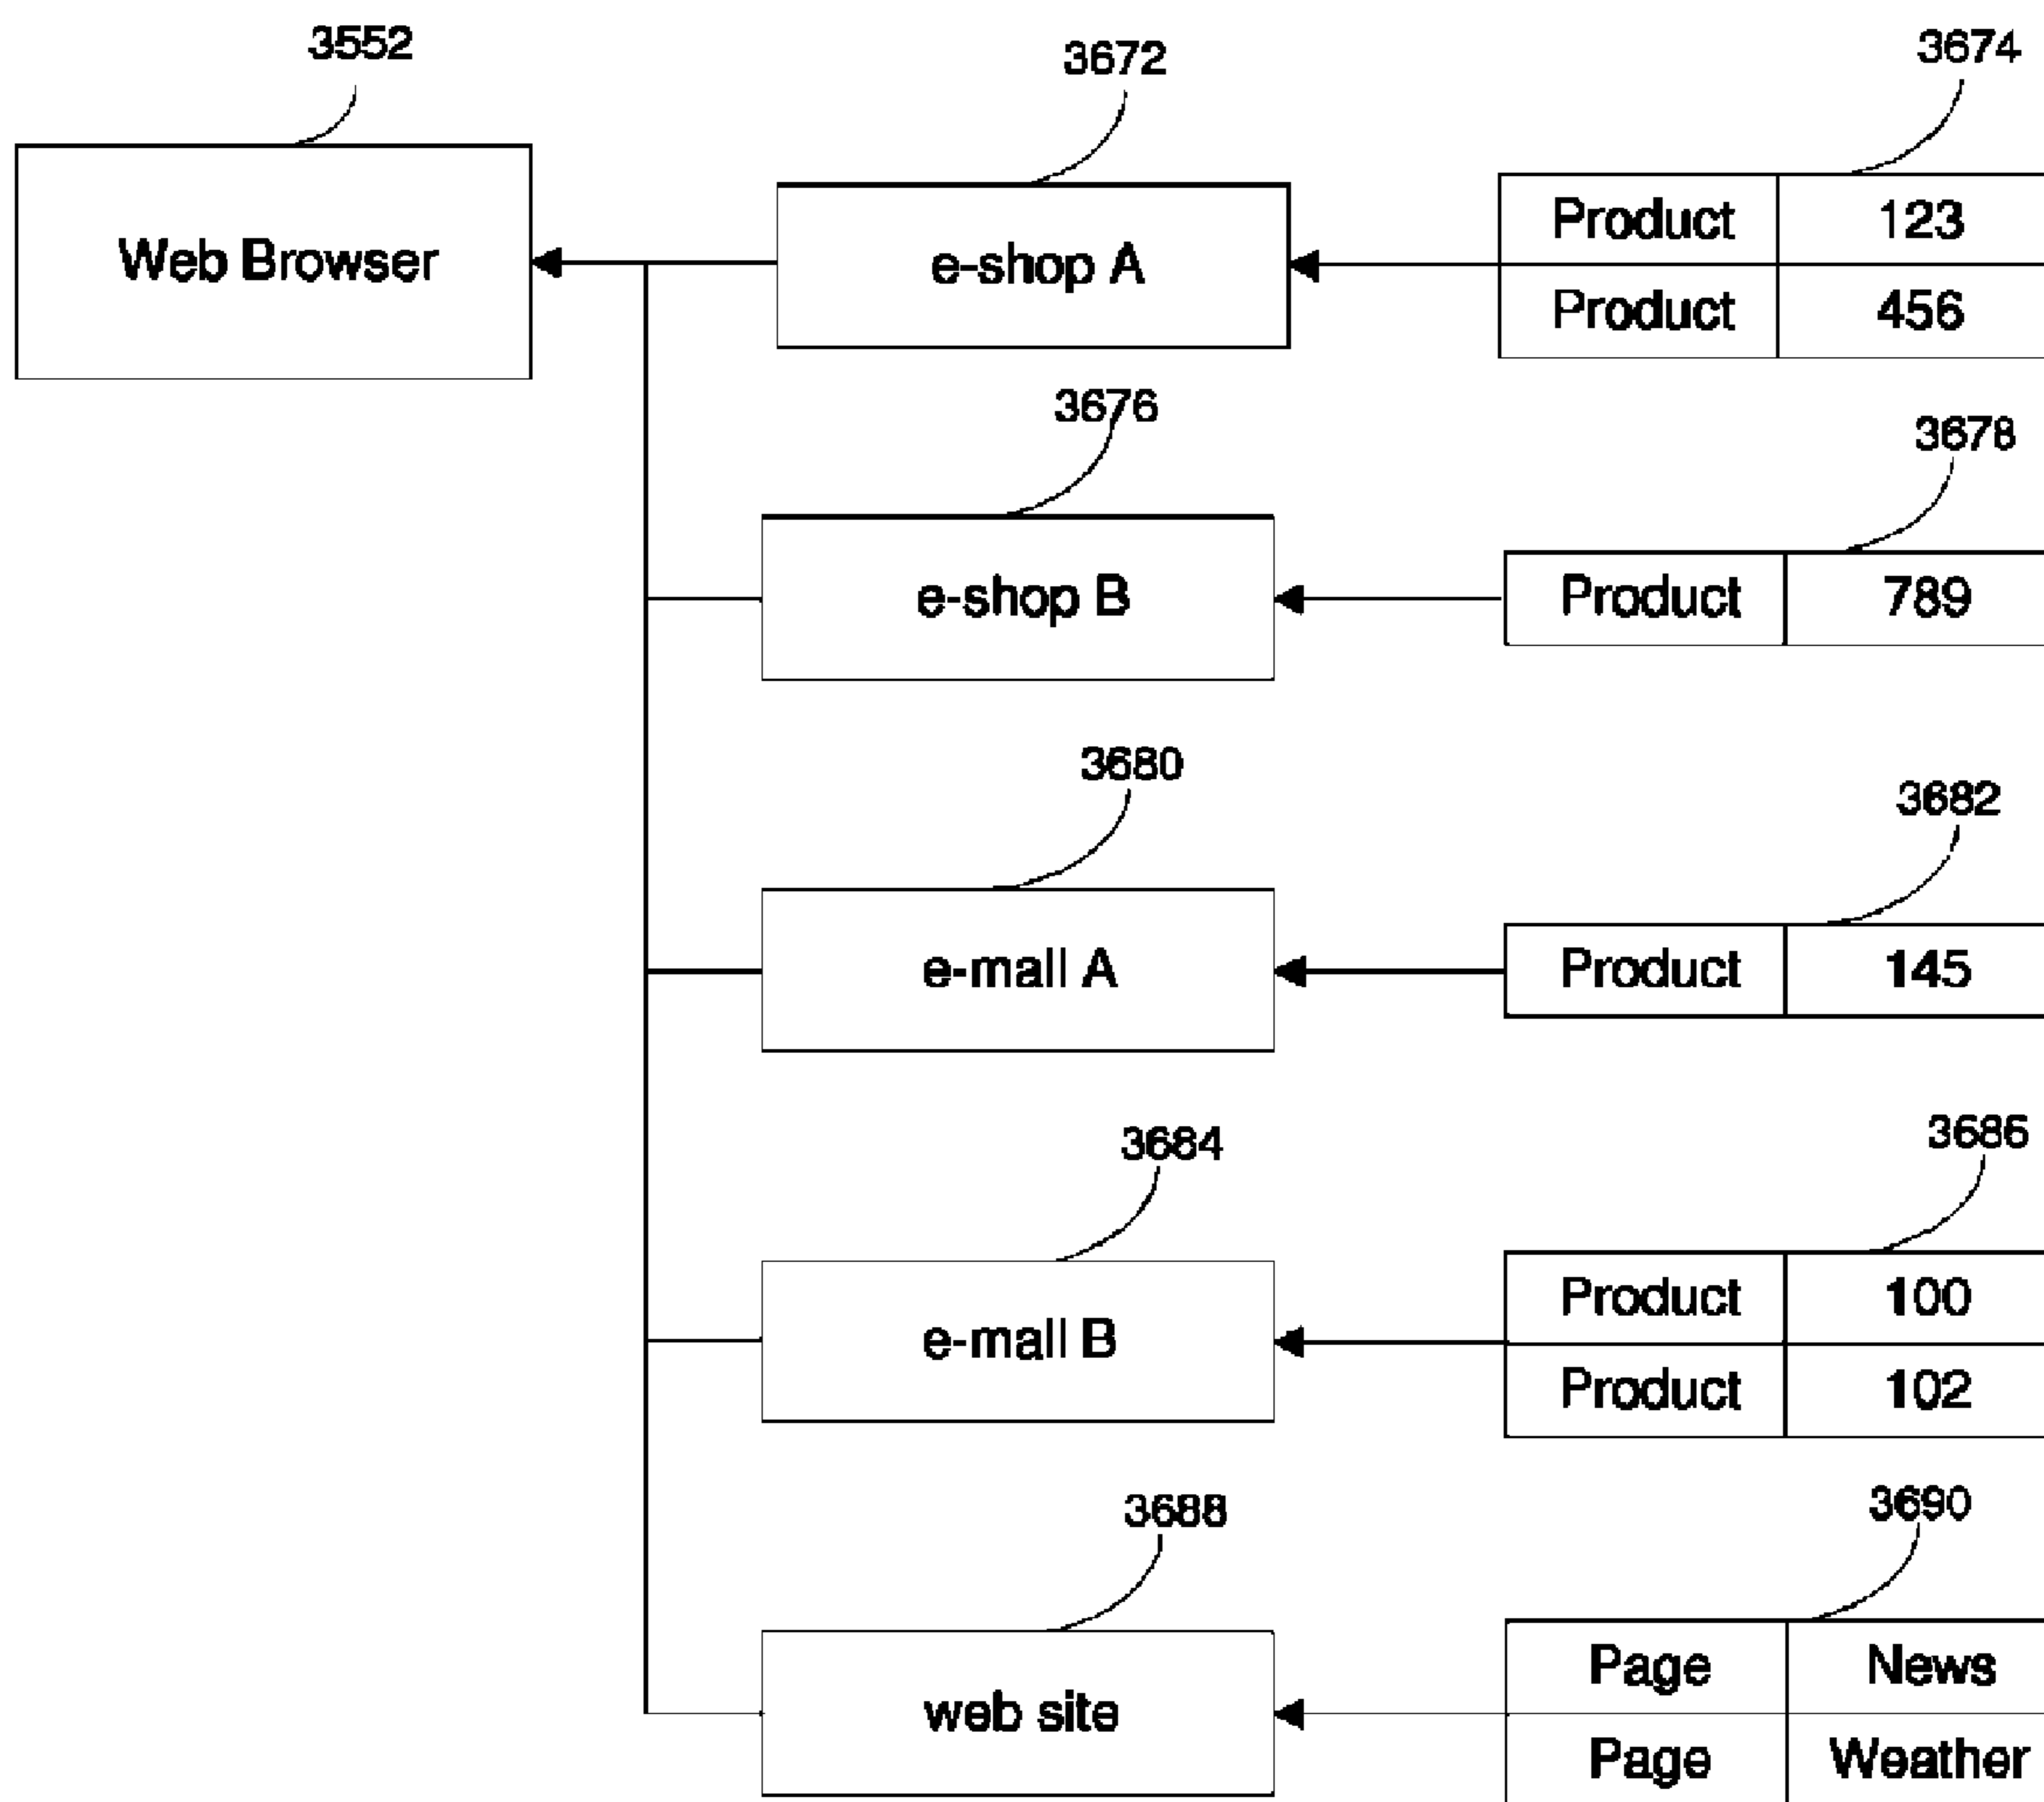 3552
3672
3674
Web Browser
e-shop A
Product 123
Product 456
3676
3678
e-shop B
Product 789
3680
3682
e-mall A
Product 145
3684
3686
e-mall B
Product 100
Product 102
3688
3690
web site
Page News
Page Weather